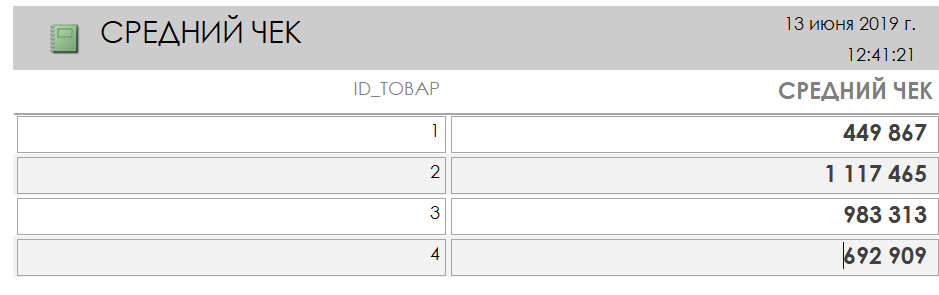 СРЕДНИЙ ЧЕК
13 июня 2019 г.
12:41:21
ID_ТОВАР СРЕДНИЙ ЧЕК
1 449 867
2 1 117 465
3 983 313
4 692 909